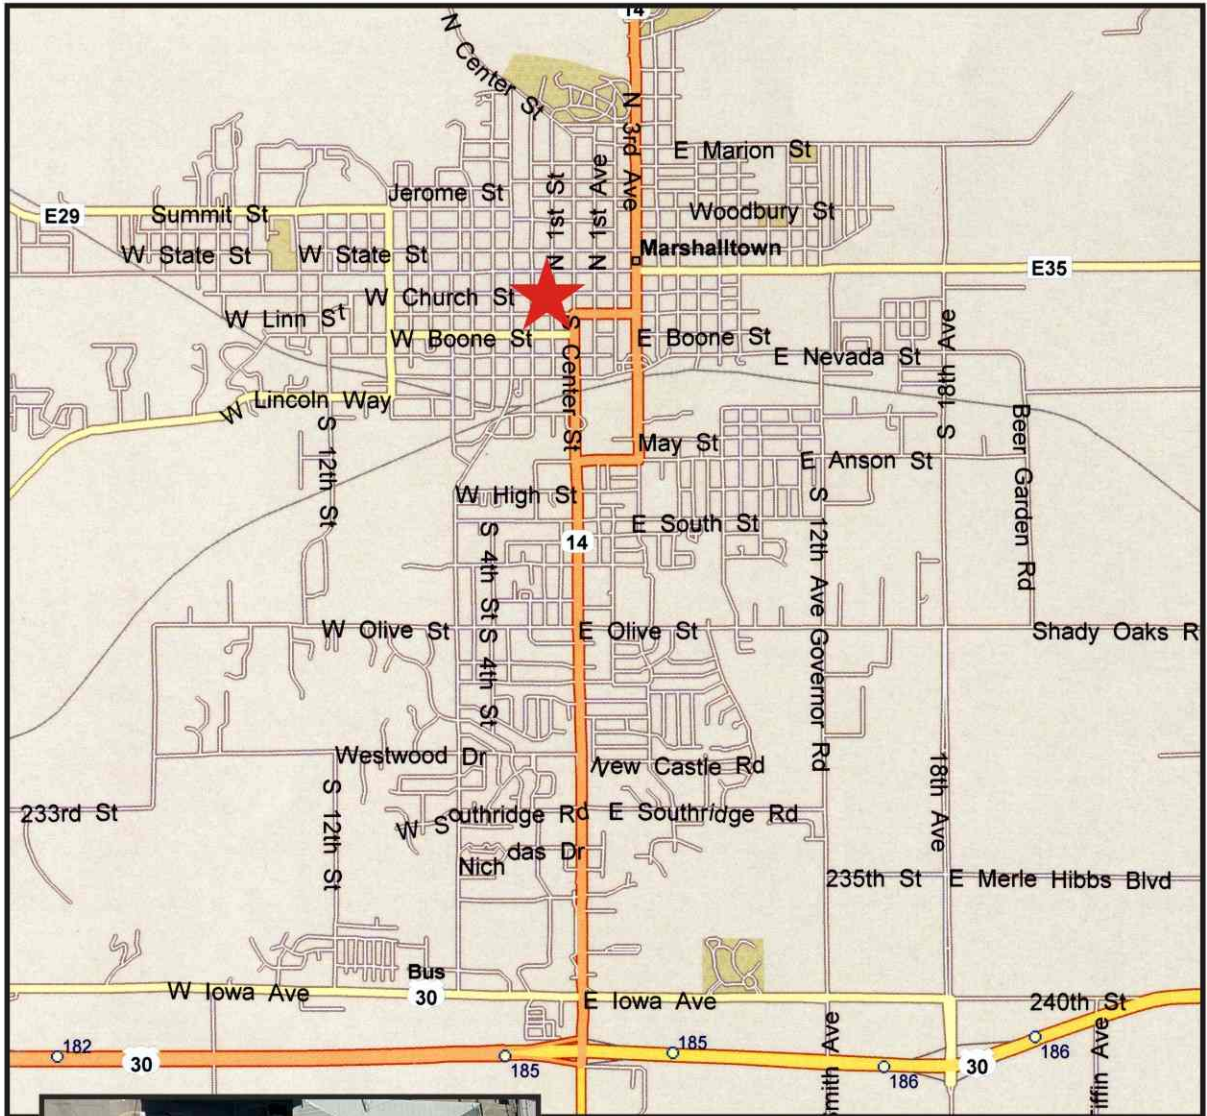 14
N Center St
N 3rd Ave
E Marion St
N 1st St
N 1st Ave
Jerome St
Woodbury St
E29
Summit St
W State St
W State St
Marshalltown
E35
W Church St
W Linn St
W Boone St
S Center St
E Boone St
E Nevada St
S 18th Ave
W Lincoln Way
S 12th St
May St
E Anson St
Beer Garden Rd
W High St
S 4th St
14
E South St
S 12th Ave
W Olive St
S 4th St
E Olive St
Governor Rd
Shady Oaks R
Westwood Dr
New Castle Rd
18th Ave
233rd St
S 12th St
W Southridge Rd
E Southridge Rd
Nich das Dr
235th St
E Merle Hibbs Blvd
W Iowa Ave
Bus
30
E Iowa Ave
240th St
182
30
185
185
186
30
186
mith Ave
iffin Ave